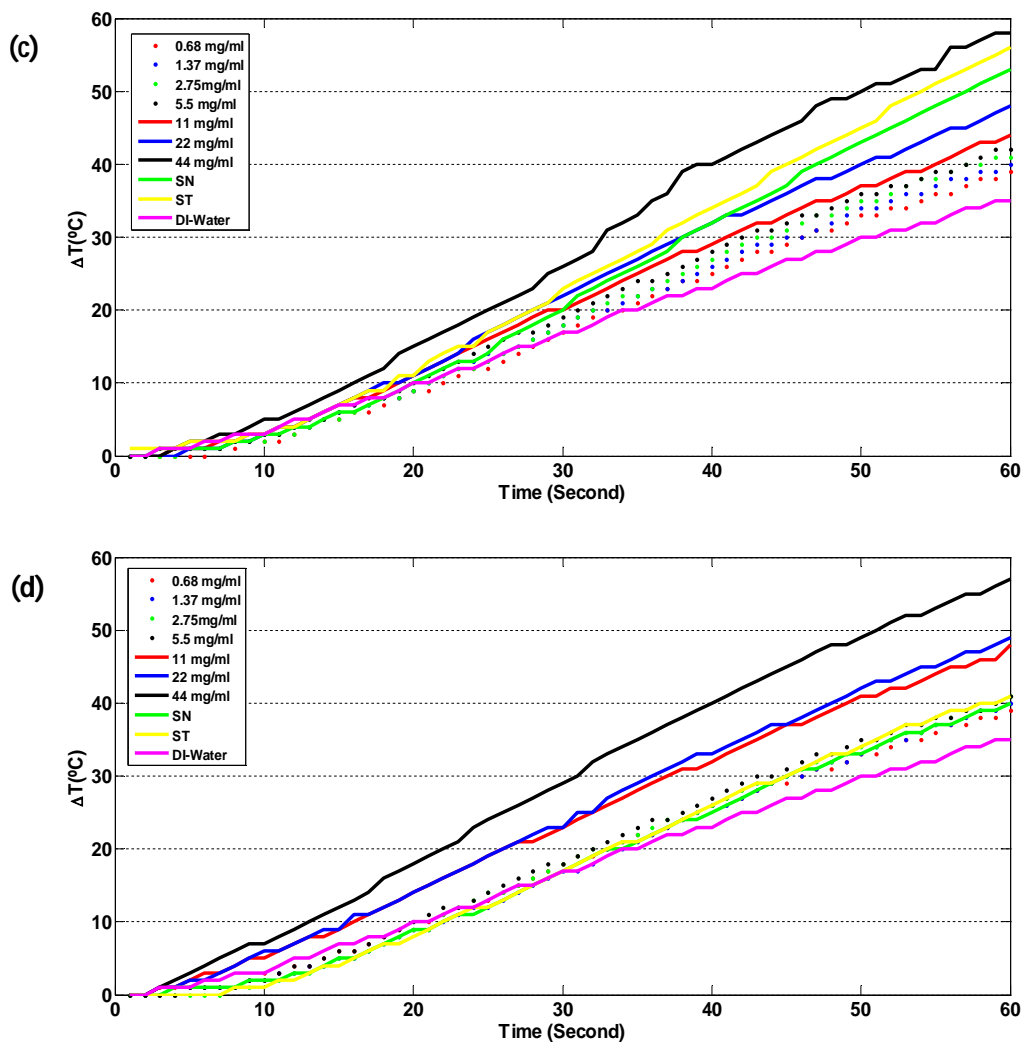 (c)
60
50
40
30
20
10
0
ΔT(ºC)
0.68 mg/ml
1.37 mg/ml
2.75mg/ml
5.5 mg/ml
11 mg/ml
22 mg/ml
44 mg/ml
SN
ST
DI-Water
0 10 20 30 40 50 60
Time (Second)
(d)
60
50
40
30
20
10
0
ΔT(ºC)
0.68 mg/ml
1.37 mg/ml
2.75mg/ml
5.5 mg/ml
11 mg/ml
22 mg/ml
44 mg/ml
SN
ST
DI-Water
0 10 20 30 40 50 60
Time (Second)